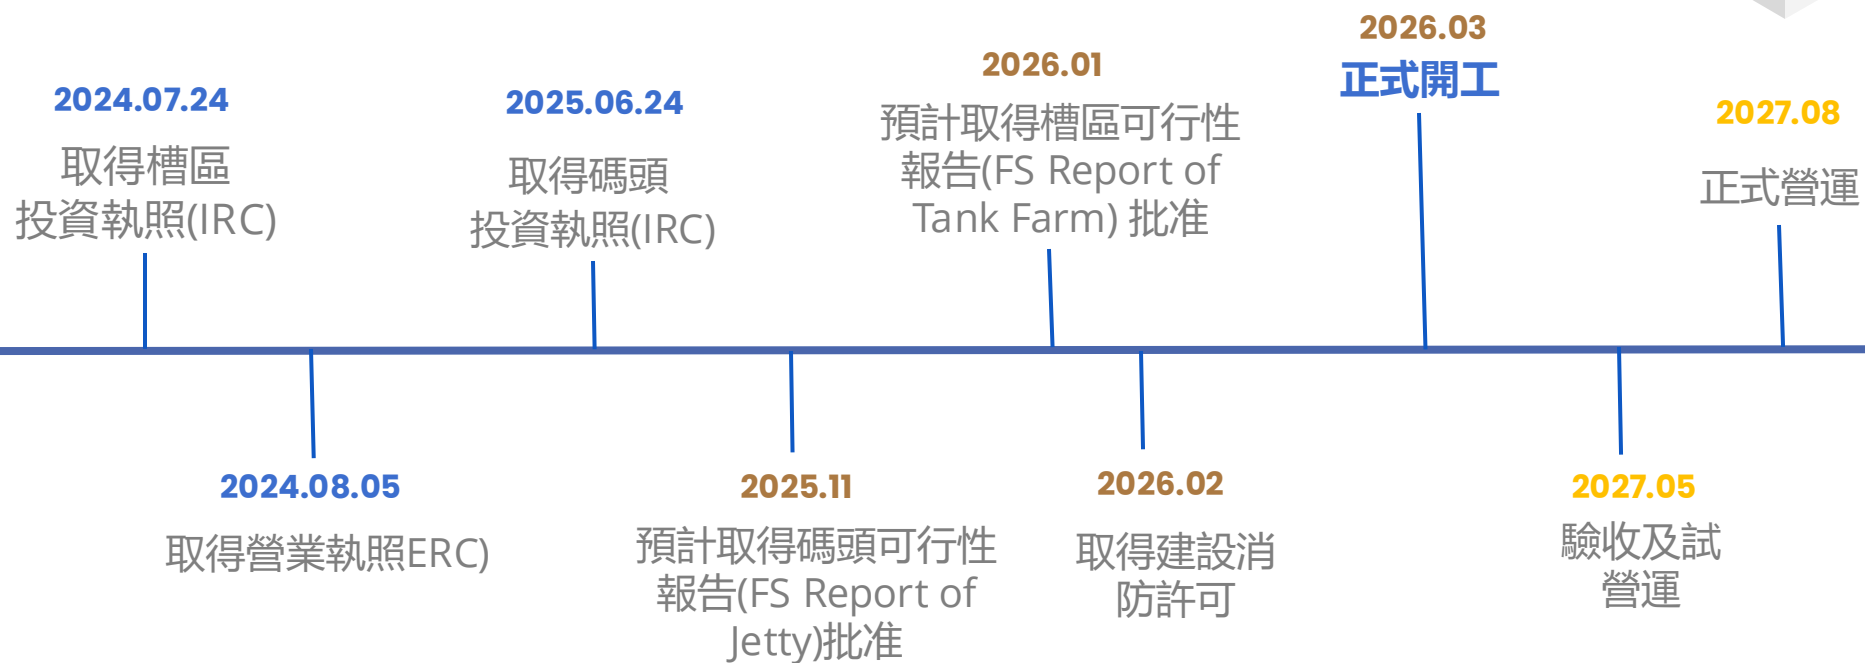 2024.07.24
取得槽區
投資執照(IRC)
2024.08.05
取得營業執照ERC)
2025.06.24
取得碼頭
投資執照(IRC)
2025.11
預計取得碼頭可行性
報告(FS Report of
Jetty)批准
2026.01
預計取得槽區可行性
報告(FS Report of
Tank Farm) 批准
2026.02
取得建設消
防許可
2026.03
正式開工
2027.05
驗收及試
營運
2027.08
正式營運